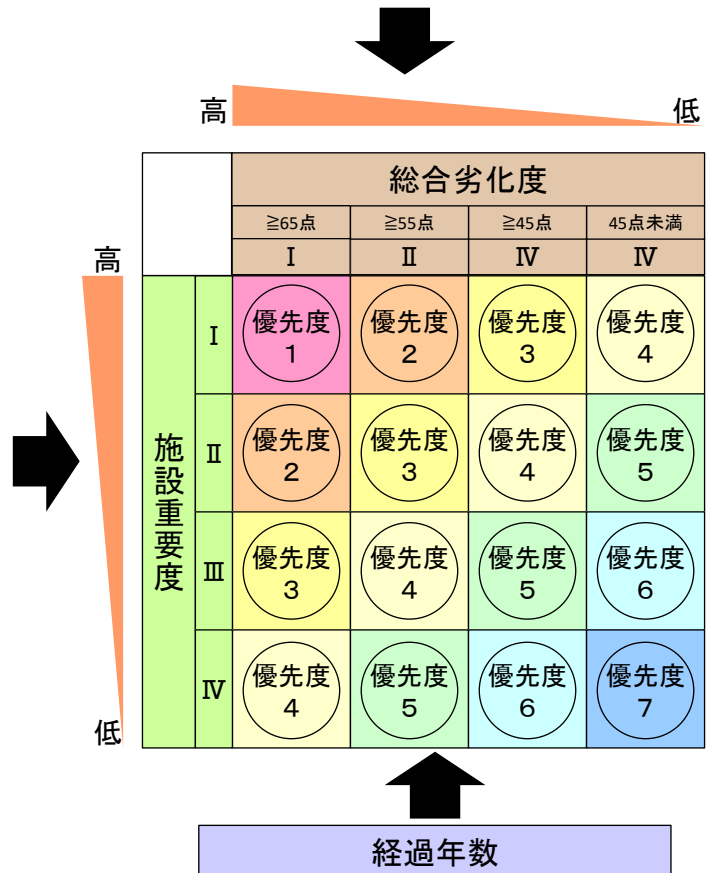 高
低
総合劣化度
≧65点 ≧55点 ≧45点 45点未満
Ⅰ Ⅱ Ⅳ Ⅳ
高
施設重要度
低
Ⅰ
優先度 優先度 優先度 優先度
1 2 3 4
Ⅱ
優先度 優先度 優先度 優先度
2 3 4 5
Ⅲ
優先度 優先度 優先度 優先度
3 4 5 6
Ⅳ
優先度 優先度 優先度 優先度
4 5 6 7
経過年数